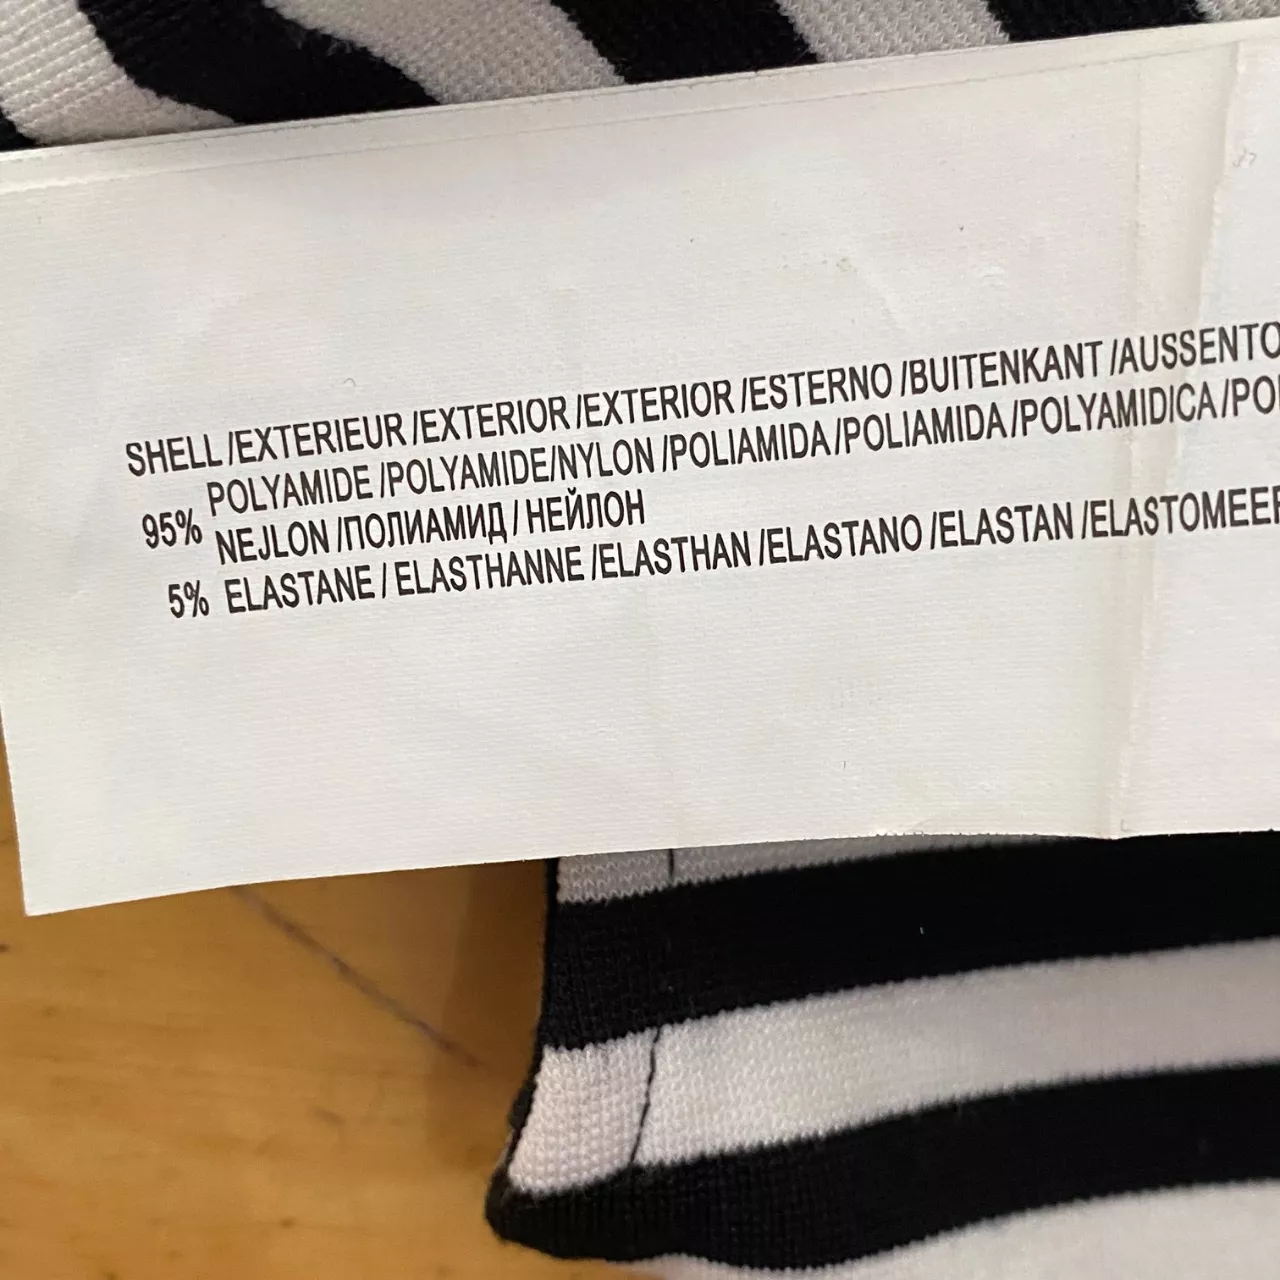 SHELL /EXTERIEUR /EXTERIOR /EXTERIOR /ESTERNO /BUITENKANT /AUSSENTO
95% POLYAMIDE /POLYAMIDE/NYLON /POLIAMIDA /POLIAMIDA /POLYAMIDICA /POL
NEJLON /ПОЛИАМИД / НЕЙЛОН
5% ELASTANE / ELASTHANNE /ELASTHAN /ELASTANO /ELASTAN /ELASTOMEER